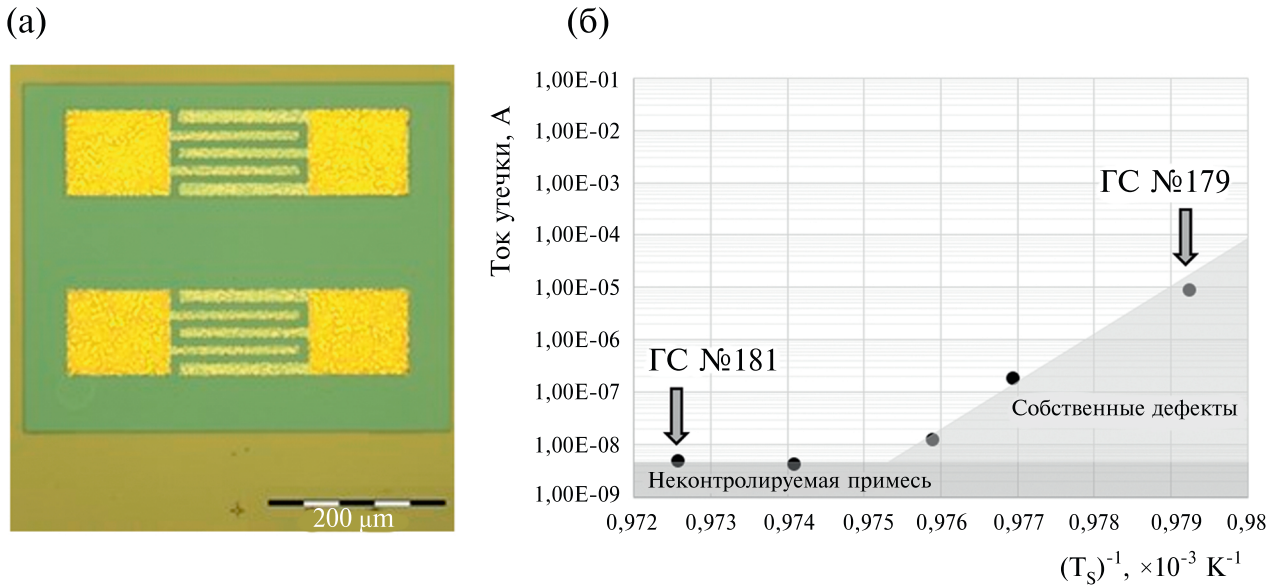 (а)
200 µm
(б)
Ток утечки, А
1,00E-01
1,00E-02
1,00E-03
1,00E-04
1,00E-05
1,00E-06
1,00E-07
1,00E-08
1,00E-09
ГС №179
ГС №181
Собственные дефекты
Неконтролируемая примесь
0,972 0,973 0,974 0,975 0,976 0,977 0,978 0,979 0,98
(T_S)⁻¹, ×10⁻³ K⁻¹